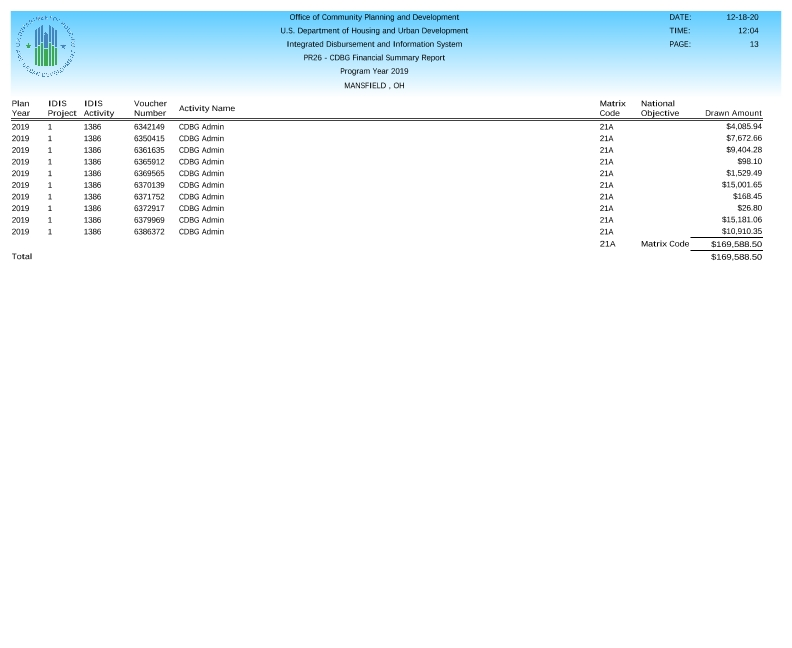 Office of Community Planning and Development DATE: 12-18-20
U.S. Department of Housing and Urban Development TIME: 12:04
Integrated Disbursement and Information System PAGE: 13
PR26 - CDBG Financial Summary Report
Program Year 2019
MANSFIELD , OH
Plan Year IDIS Project IDIS Activity Voucher Number Activity Name Matrix Code National Objective Drawn Amount
2019 1 1386 6342149 CDBG Admin 21A $4,085.94
2019 1 1386 6350415 CDBG Admin 21A $7,672.66
2019 1 1386 6361635 CDBG Admin 21A $9,404.28
2019 1 1386 6365912 CDBG Admin 21A $98.10
2019 1 1386 6369565 CDBG Admin 21A $1,529.49
2019 1 1386 6370139 CDBG Admin 21A $15,001.65
2019 1 1386 6371752 CDBG Admin 21A $168.45
2019 1 1386 6372917 CDBG Admin 21A $26.80
2019 1 1386 6379969 CDBG Admin 21A $15,181.06
2019 1 1386 6386372 CDBG Admin 21A $10,910.35
21A Matrix Code $169,588.50
Total $169,588.50